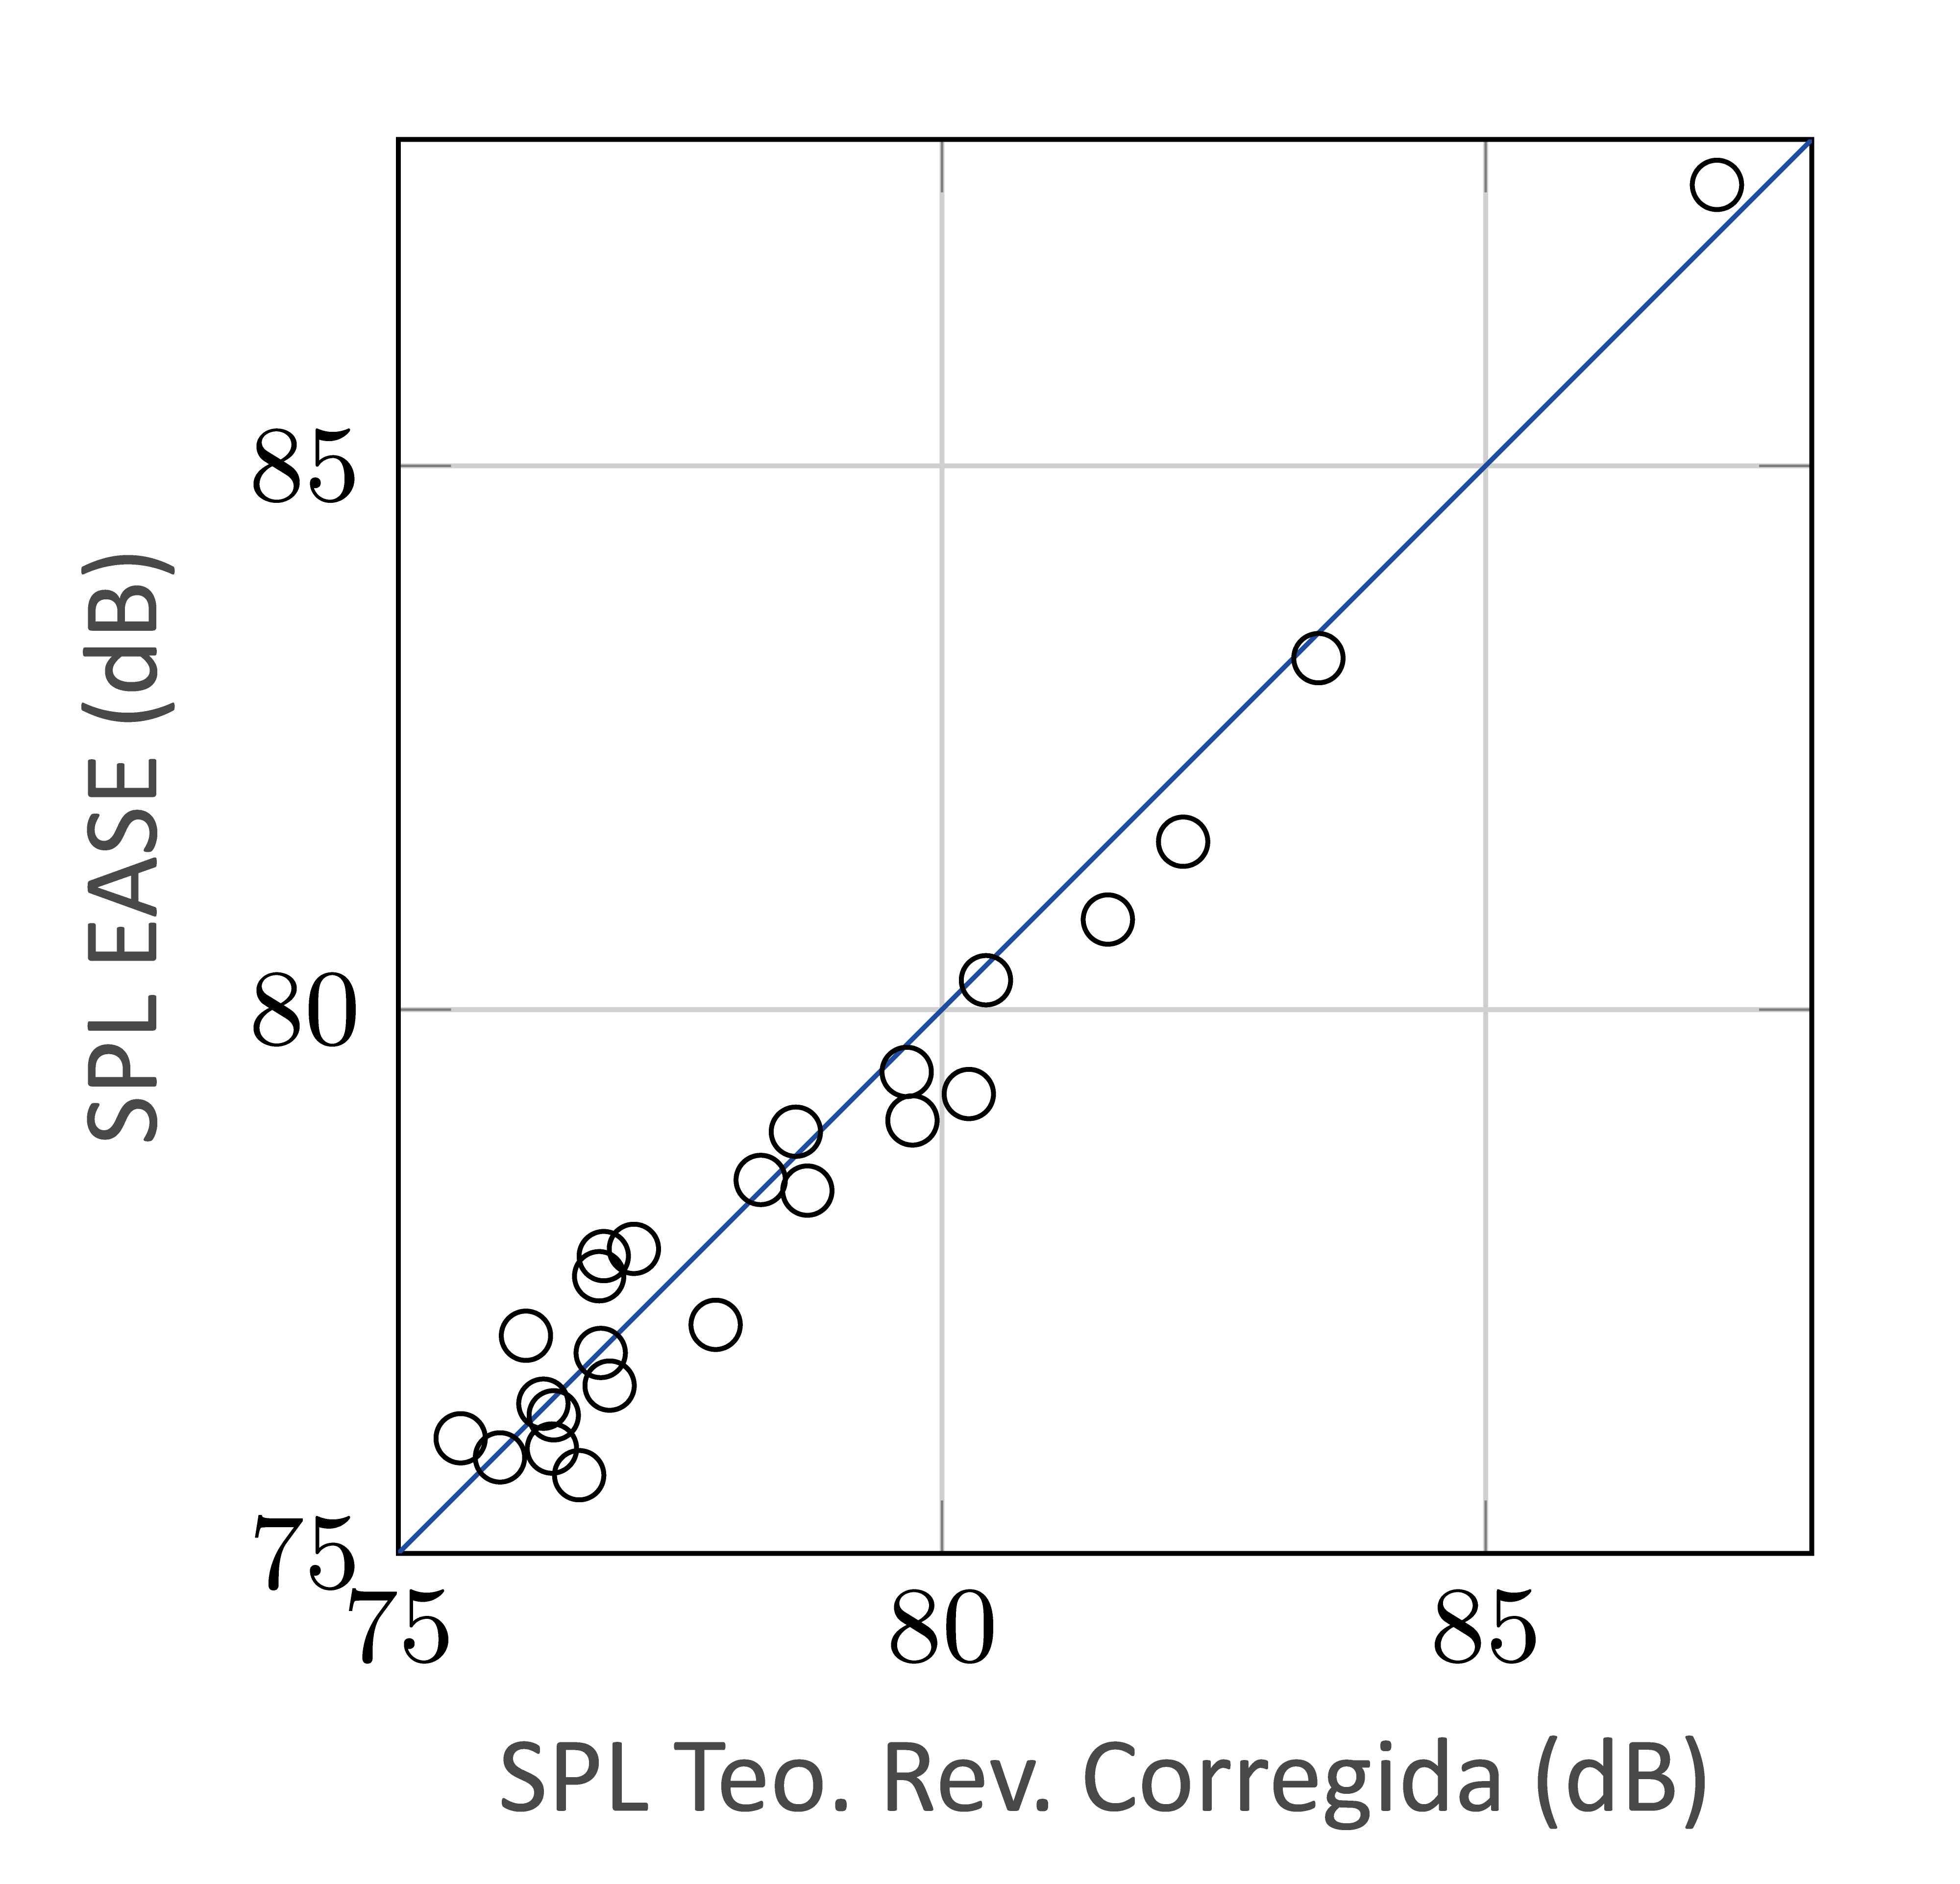 SPL EASE (dB)
85
80
75
75 80 85
SPL Teo. Rev. Corregida (dB)